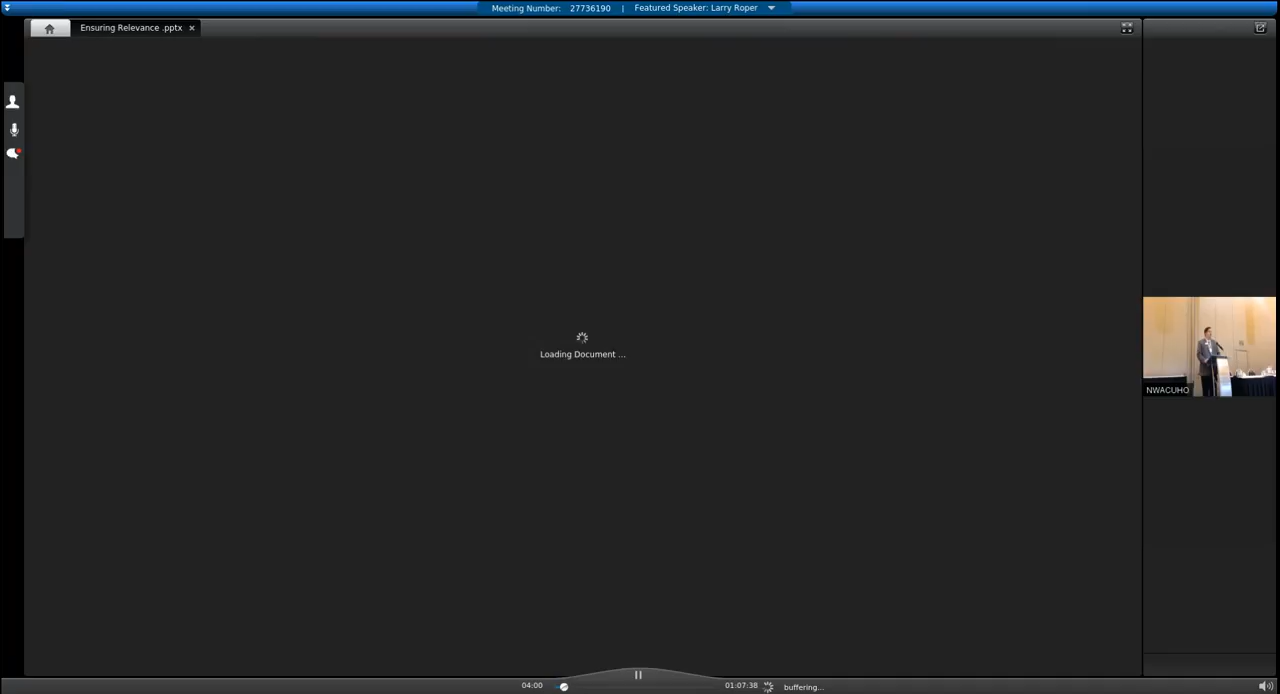 Meeting Number: 27736190 | Featured Speaker: Larry Roper
Ensuring Relevance .pptx
Loading Document ...
NWACUHO
04:00
01:07:38
buffering...